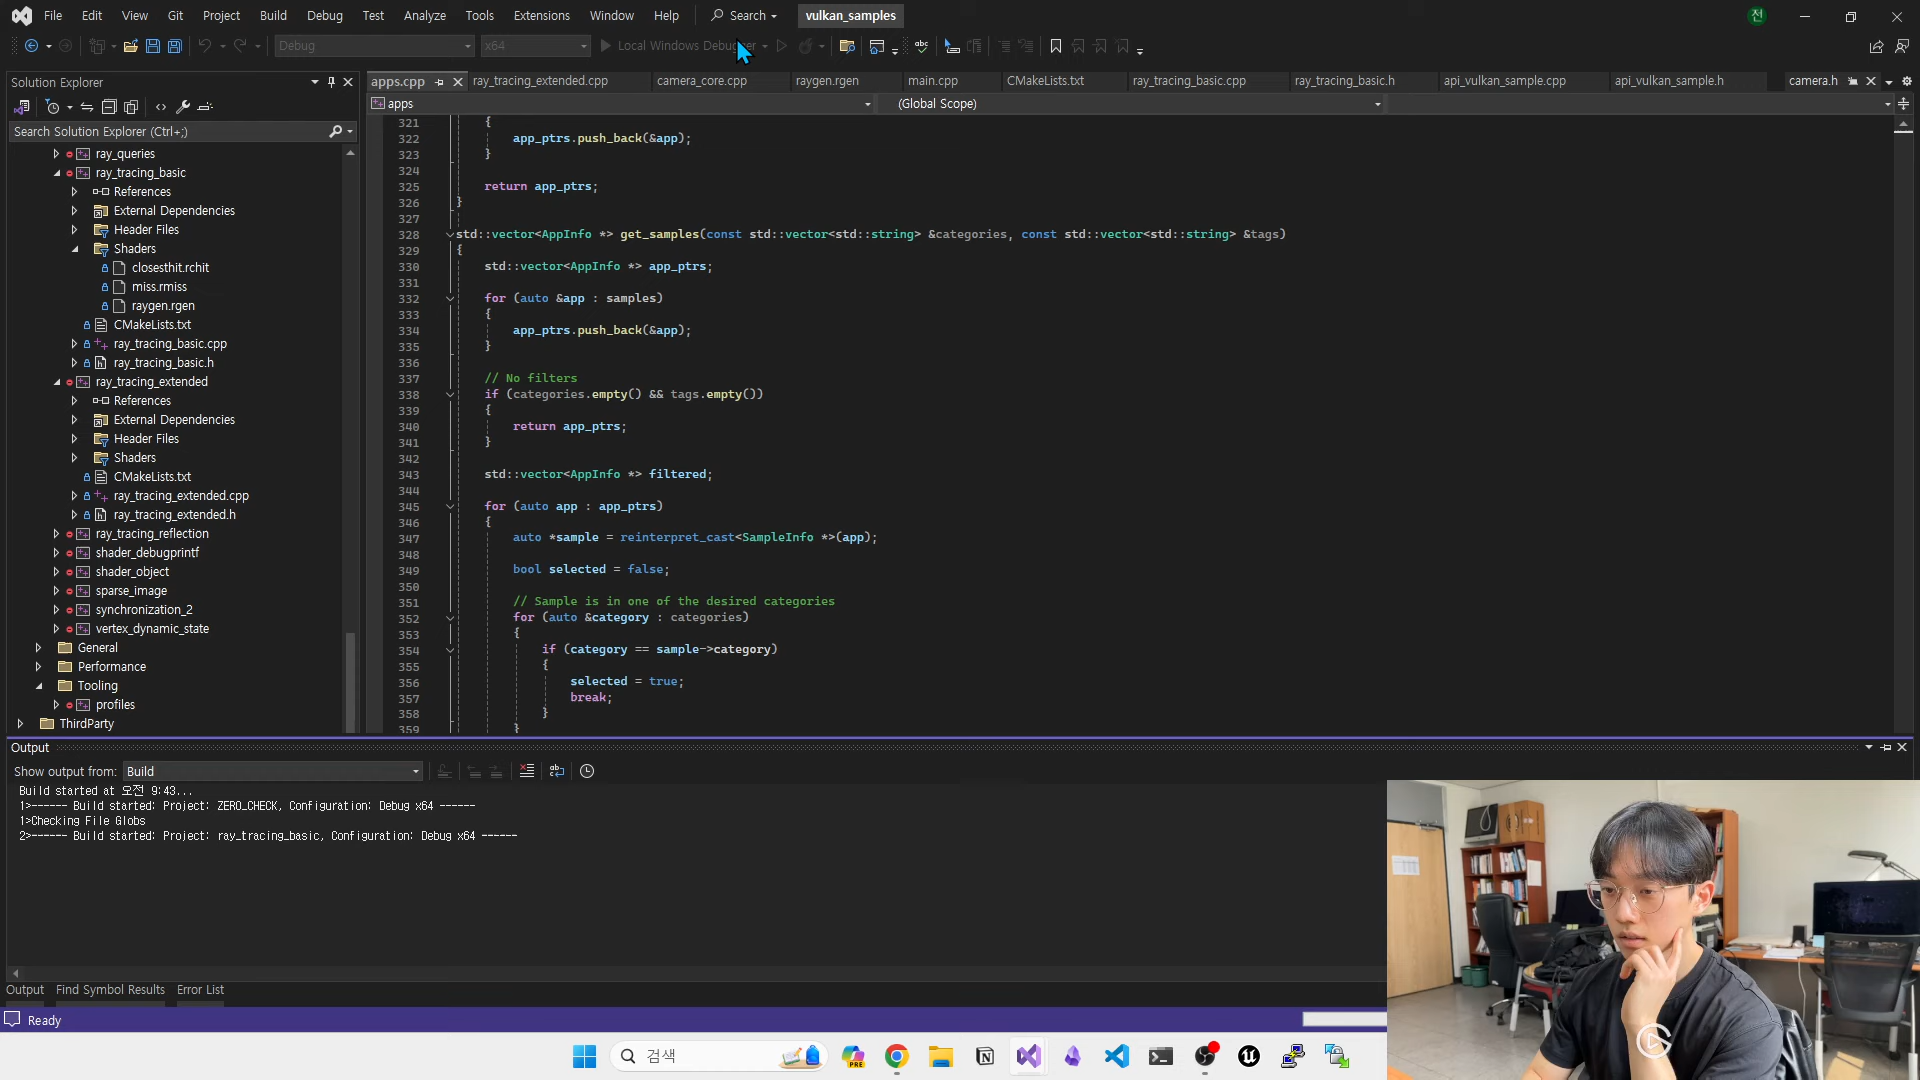 File Edit View Git Project Build Debug Test Analyze Tools Extensions Window Help Search vulkan_samples 전
Debug x64 Local Windows Debugger
Solution Explorer
Search Solution Explorer (Ctrl+;)
ray_queries
ray_tracing_basic
References
External Dependencies
Header Files
Shaders
closesthit.rchit
miss.rmiss
raygen.rgen
CMakeLists.txt
ray_tracing_basic.cpp
ray_tracing_basic.h
ray_tracing_extended
References
External Dependencies
Header Files
Shaders
CMakeLists.txt
ray_tracing_extended.cpp
ray_tracing_extended.h
ray_tracing_reflection
shader_debugprintf
shader_object
sparse_image
synchronization_2
vertex_dynamic_state
General
Performance
Tooling
profiles
ThirdParty
apps.cpp ray_tracing_extended.cpp camera_core.cpp raygen.rgen main.cpp CMakeLists.txt ray_tracing_basic.cpp ray_tracing_basic.h api_vulkan_sample.cpp api_vulkan_sample.h camera.h
apps (Global Scope)
321 {
322 app_ptrs.push_back(&app);
323 }
324
325 return app_ptrs;
326 }
327
328 std::vector<AppInfo *> get_samples(const std::vector<std::string> &categories, const std::vector<std::string> &tags)
329 {
330 std::vector<AppInfo *> app_ptrs;
331
332 for (auto &app : samples)
333 {
334 app_ptrs.push_back(&app);
335 }
336
337 // No filters
338 if (categories.empty() && tags.empty())
339 {
340 return app_ptrs;
341 }
342
343 std::vector<AppInfo *> filtered;
344
345 for (auto app : app_ptrs)
346 {
347 auto *sample = reinterpret_cast<SampleInfo *>(app);
348
349 bool selected = false;
350
351 // Sample is in one of the desired categories
352 for (auto &category : categories)
353 {
354 if (category == sample->category)
355 {
356 selected = true;
357 break;
358 }
359 }
Output
Show output from: Build
Build started at 오전 9:43...
1>------ Build started: Project: ZERO_CHECK, Configuration: Debug x64 ------
1>Checking File Globs
2>------ Build started: Project: ray_tracing_basic, Configuration: Debug x64 ------
Output Find Symbol Results Error List
Ready
검색
PRE